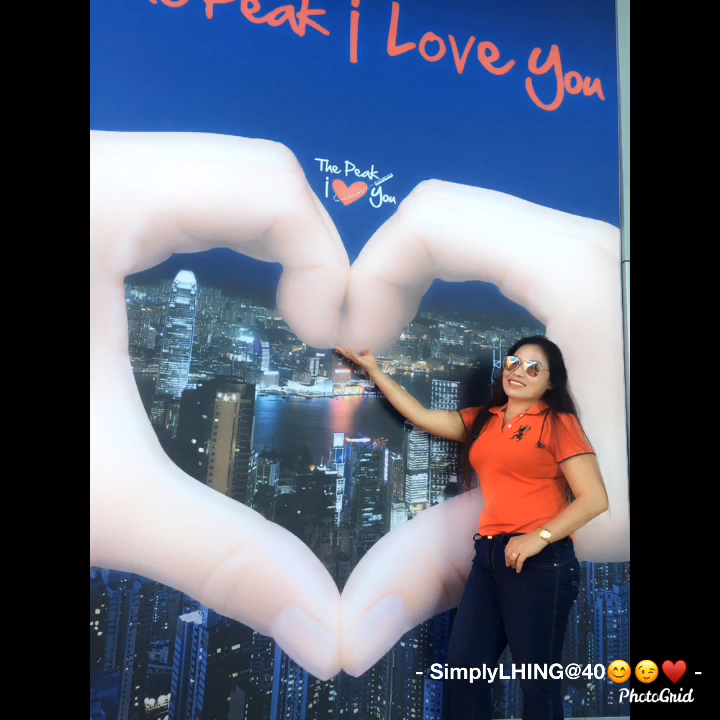 Peak i Love You
The Peak
i You
- SimplyLHING@40😊😉♥️ -
PhotoGrid